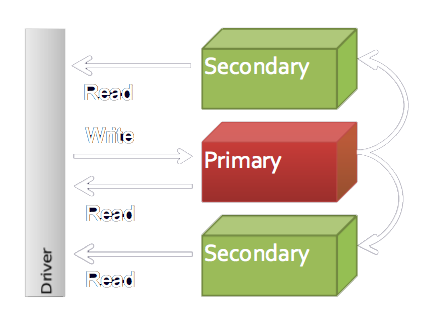 Secondary
Read
Write
Primary
Read
Secondary
Read
Driver